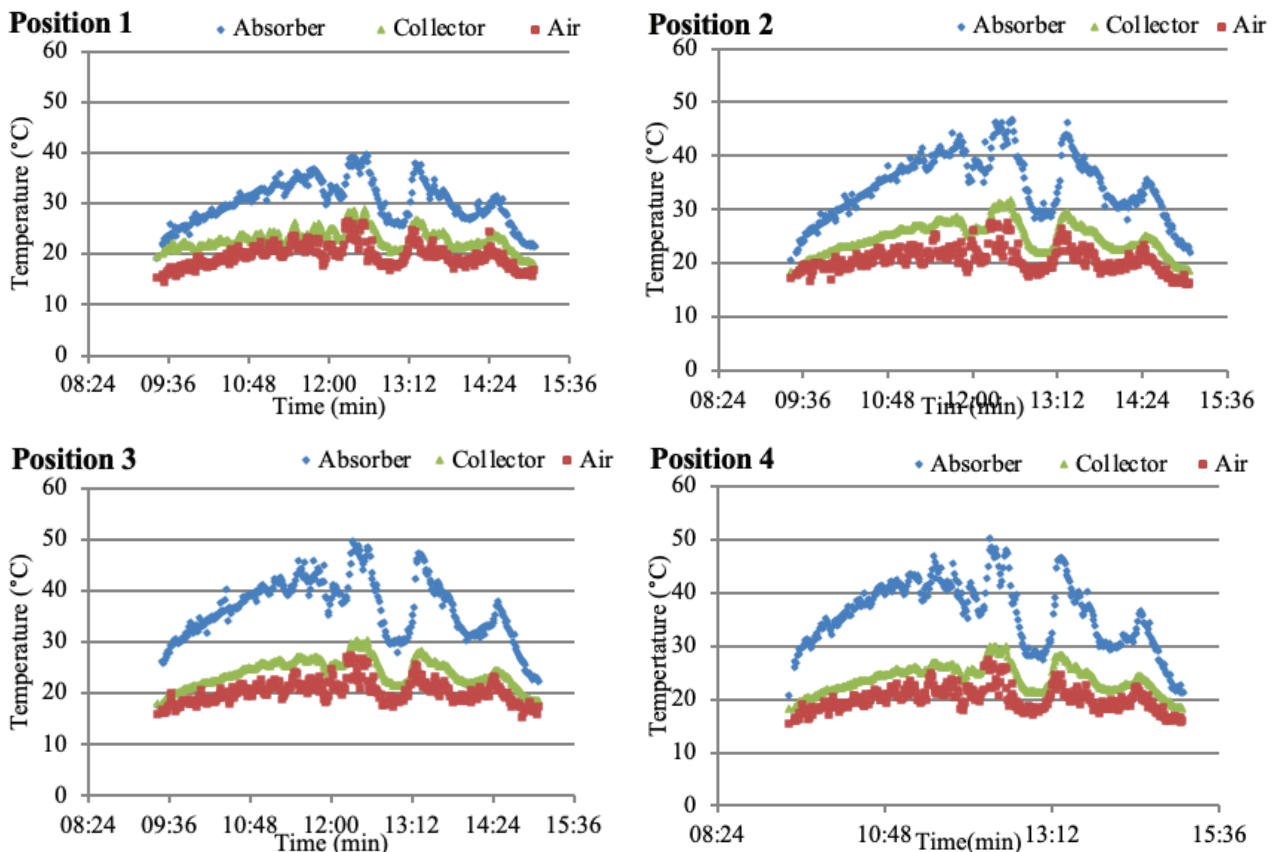 Position 1
Absorber Collector Air
Temperature (°C)
60
50
40
30
20
10
0
08:24 09:36 10:48 12:00 13:12 14:24 15:36
Time (min)
Position 2
Absorber Collector Air
Temperature (°C)
60
50
40
30
20
10
0
08:24 09:36 10:48 12:00 13:12 14:24 15:36
Tim (min)
Position 3
Absorber Collector Air
Temperature (°C)
60
50
40
30
20
10
0
08:24 09:36 10:48 12:00 13:12 14:24 15:36
Time (min)
Position 4
Absorber Collector Air
Tempertature (°C)
60
50
40
30
20
10
0
08:24 10:48 13:12 15:36
Time(min)